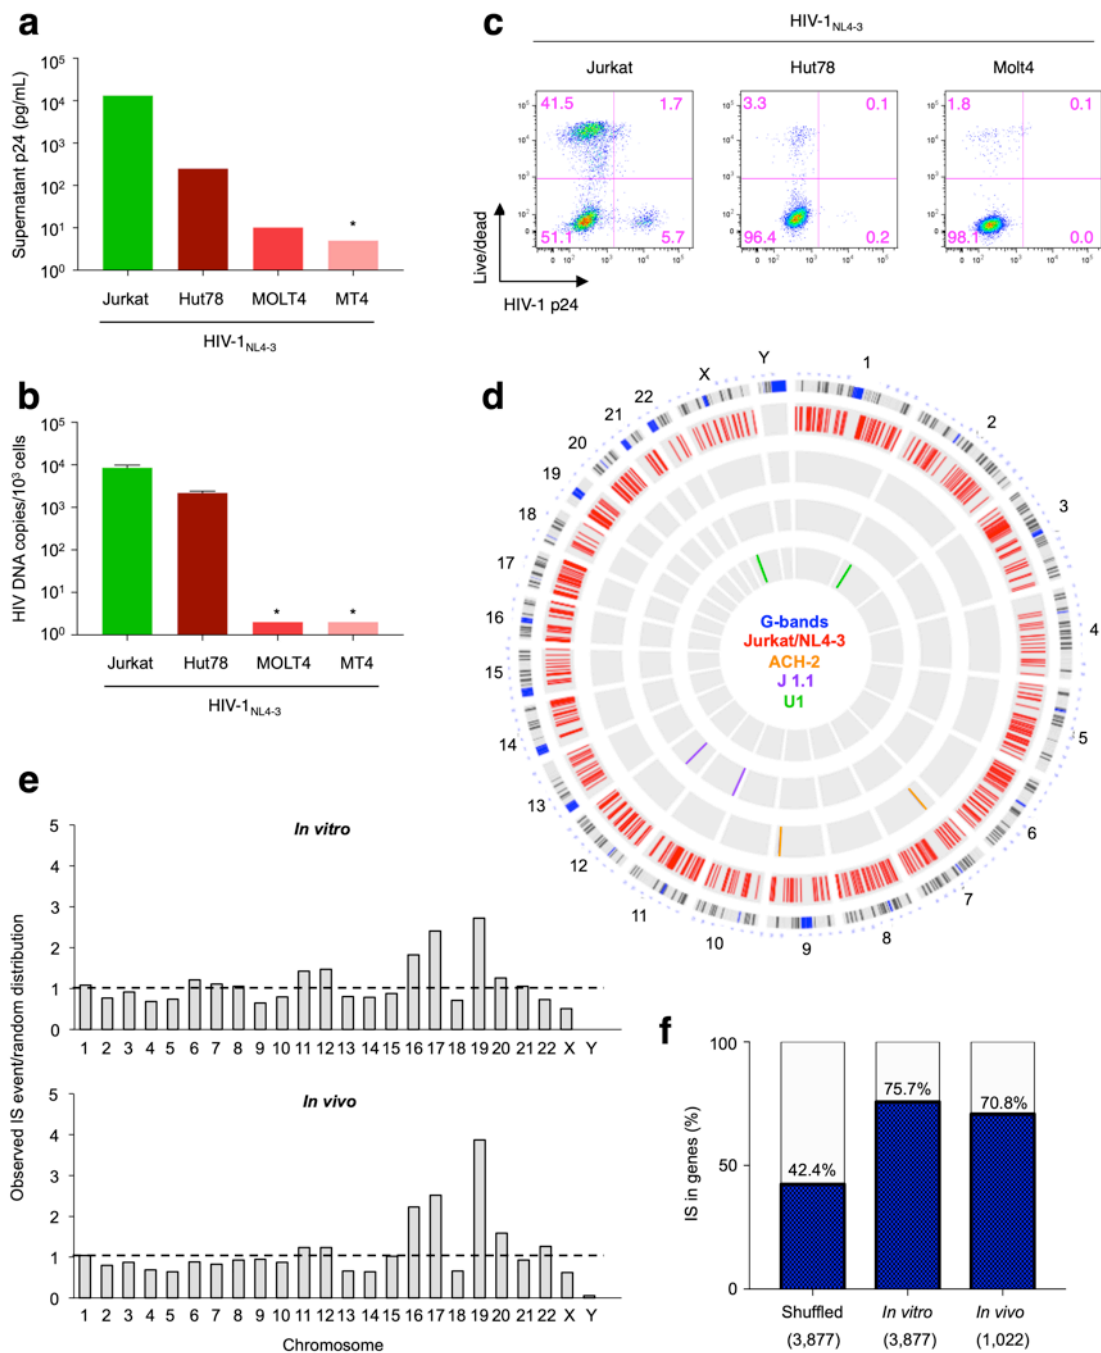 a
Supernatant p24 (pg/mL)
10⁵
10⁴
10³
10²
10¹
10⁰
*
Jurkat Hut78 MOLT4 MT4
HIV-1NL4-3
b
HIV DNA copies/10³ cells
10⁵
10⁴
10³
10²
10¹
10⁰
* *
Jurkat Hut78 MOLT4 MT4
HIV-1NL4-3
c
HIV-1NL4-3
Jurkat Hut78 Molt4
41.5 1.7
51.1 5.7
3.3 0.1
96.4 0.2
1.8 0.1
98.1 0.0
10⁵
10⁴
10³
10²
0
0 10² 10³ 10⁴ 10⁵
Live/dead
HIV-1 p24
d
1
2
3
4
5
6
7
8
9
10
11
12
13
14
15
16
17
18
19
20
21
22
X
Y
G-bands
Jurkat/NL4-3
ACH-2
J 1.1
U1
e
Observed IS event/random distribution
In vitro
5
4
3
2
1
0
1 2 3 4 5 6 7 8 9 10 11 12 13 14 15 16 17 18 19 20 21 22 X Y
In vivo
5
4
3
2
1
0
1 2 3 4 5 6 7 8 9 10 11 12 13 14 15 16 17 18 19 20 21 22 X Y
Chromosome
f
IS in genes (%)
100
50
0
42.4%
75.7%
70.8%
Shuffled In vitro In vivo
(3,877) (3,877) (1,022)